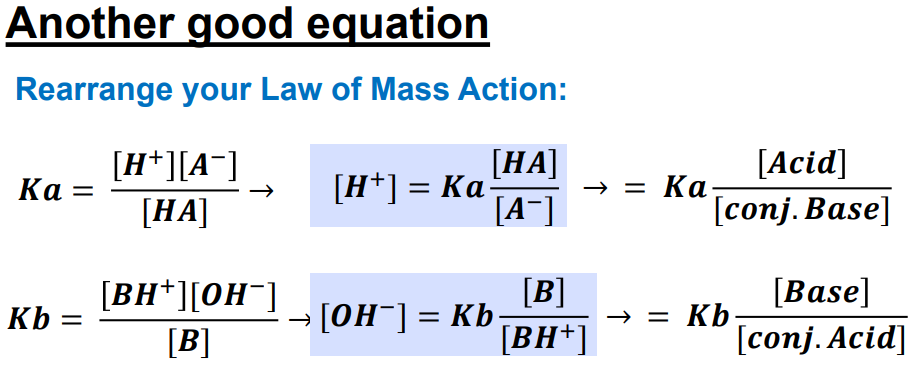 Another good equation
Rearrange your Law of Mass Action:
Ka = [H⁺][A⁻] / [HA] → [H⁺] = Ka [HA] / [A⁻] → = Ka [Acid] / [conj. Base]
Kb = [BH⁺][OH⁻] / [B] → [OH⁻] = Kb [B] / [BH⁺] → = Kb [Base] / [conj. Acid]